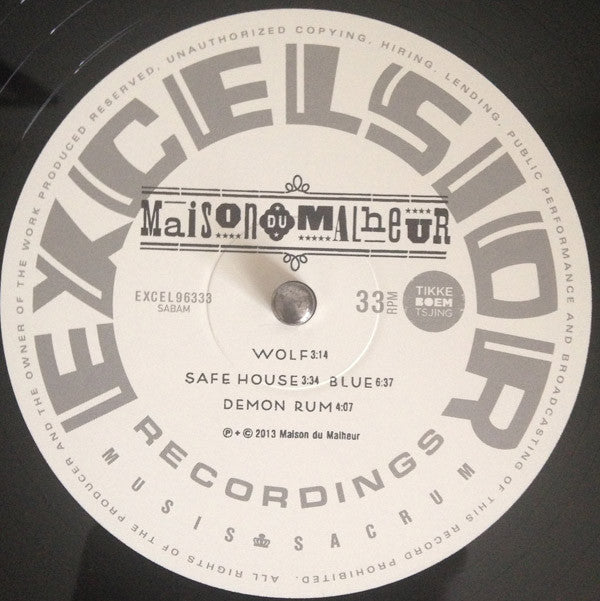 ALL RIGHTS OF THE PRODUCER AND THE OWNER OF THE WORK PRODUCED RESERVED. UNAUTHORIZED COPYING, HIRING, LENDING, PUBLIC PERFORMANCE AND BROADCASTING OF THIS RECORD PROHIBITED.
EXCELSIOR
MAISON DU MALHEUR
EXCEL96333
SABAM
33 RPM
TIKKE
BOEM
TSJING
WOLF 3:14
SAFE HOUSE 3:34 BLUE 6:37
DEMON RUM 4:07
℗ + © 2013 Maison du Malheur
RECORDINGS
MUSIS SACRUM